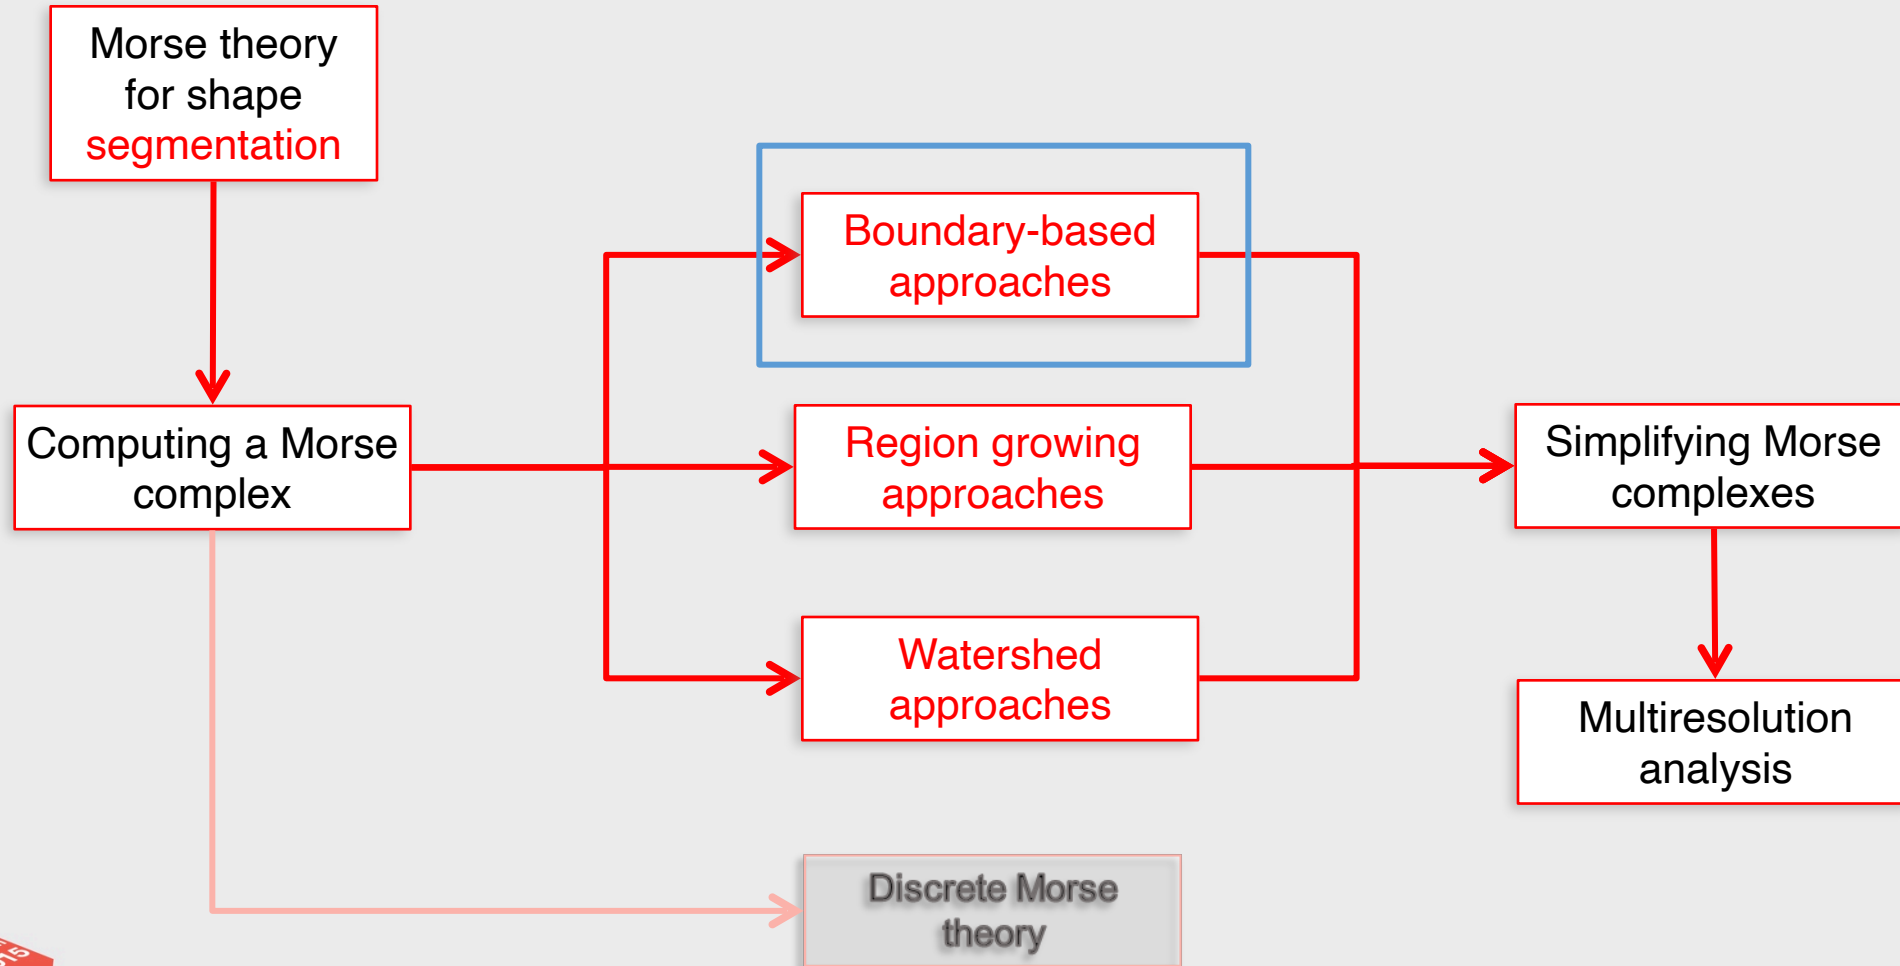 Morse theory
for shape
segmentation
Computing a Morse
complex
Boundary-based
approaches
Region growing
approaches
Watershed
approaches
Discrete Morse
theory
Simplifying Morse
complexes
Multiresolution
analysis